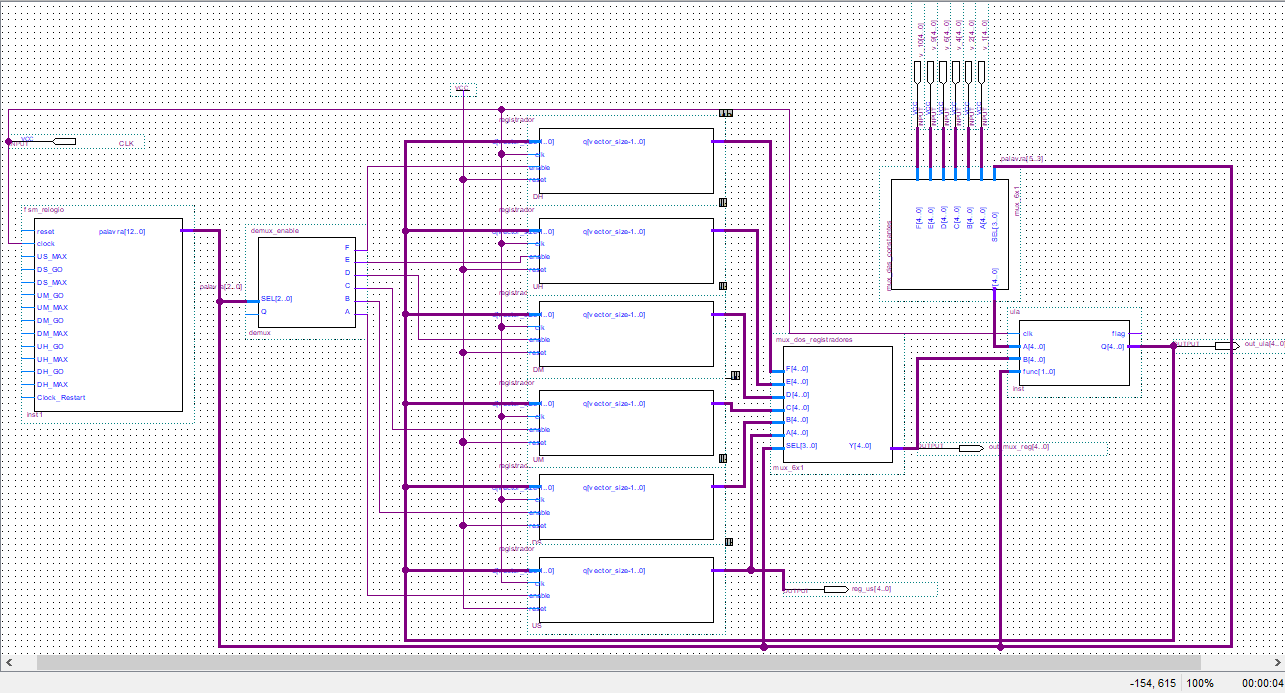 v_10[4..0]
v_9[4..0]
v_6[4..0]
v_4[4..0]
v_2[4..0]
v_1[4..0]
VCC
INPUT
VCC
CLK
fsm_relogio
palavra[12..0]
reset
clock
US_MAX
DS_GO
DS_MAX
UM_GO
UM_MAX
DM_GO
DM_MAX
UH_GO
UH_MAX
DH_GO
DH_MAX
Clock_Restart
inst1
palavra[2..0]
demux_enable
SEL[2..0]
Q
F
E
D
C
B
A
demux
registrador
q[vector_size-1..0]
clk
enable
reset
DH
registrador
q[vector_size-1..0]
clk
enable
reset
UH
registrador
q[vector_size-1..0]
clk
enable
reset
DM
registrador
q[vector_size-1..0]
clk
enable
reset
UM
registrador
q[vector_size-1..0]
clk
enable
reset
DS
registrador
q[vector_size-1..0]
clk
enable
reset
US
OUTPUT
reg_us[4..0]
mux_dos_registradores
F[4..0]
E[4..0]
D[4..0]
C[4..0]
B[4..0]
A[4..0]
SEL[3..0]
Y[4..0]
mux_6x1
OUTPUT
out_mux_reg[4..0]
palavra[5..3]
mux_6x1
F[4..0]
E[4..0]
D[4..0]
C[4..0]
B[4..0]
A[4..0]
SEL[3..0]
Y[4..0]
mux_dos_constantes
ula
clk
A[4..0]
B[4..0]
func[1..0]
flag
Q[4..0]
inst
OUTPUT
out_ula[4..0]
-154, 615
100%
00:00:04